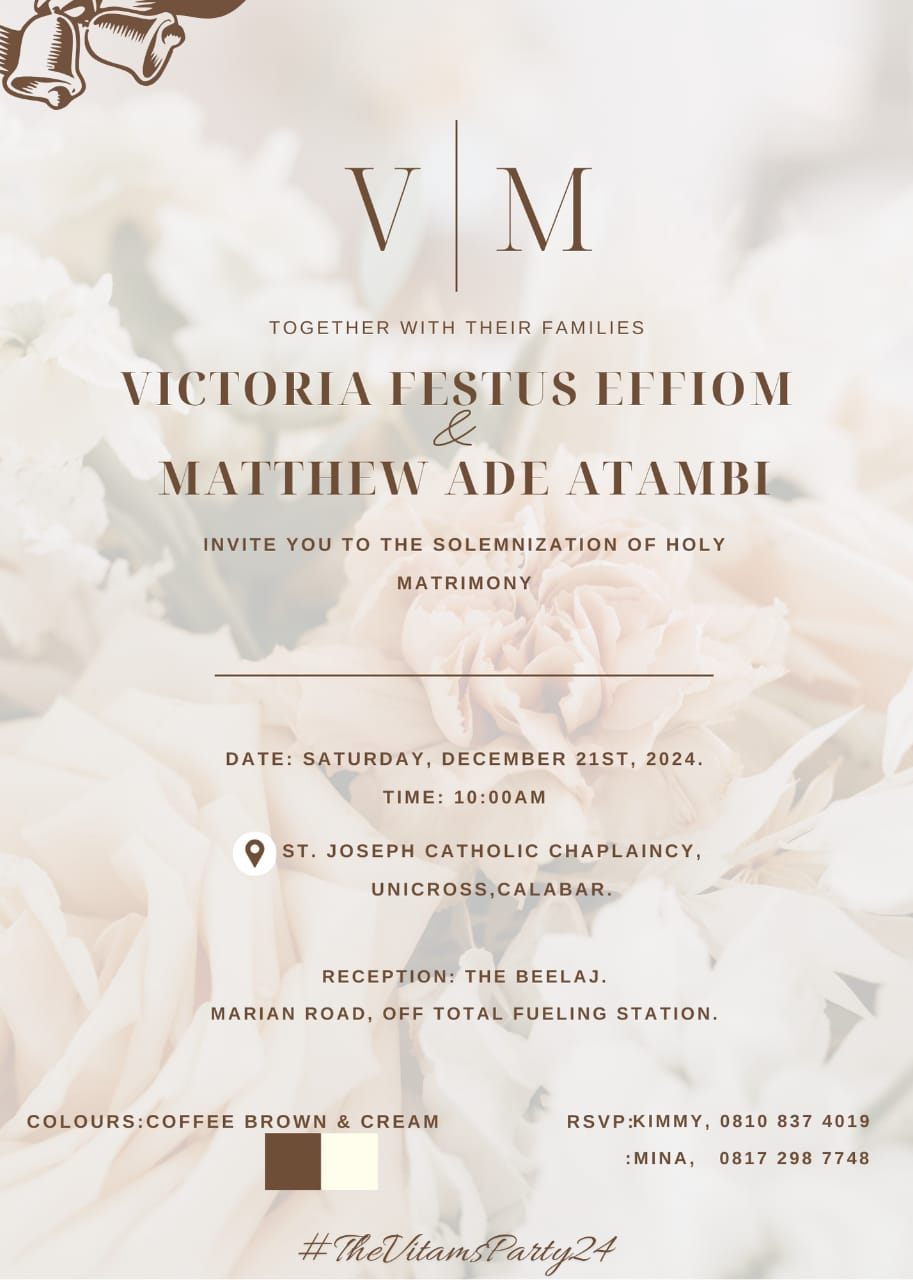 V | M
TOGETHER WITH THEIR FAMILIES
VICTORIA FESTUS EFFIOM
&
MATTHEW ADE ATAMBI
INVITE YOU TO THE SOLEMNIZATION OF HOLY
MATRIMONY
DATE: SATURDAY, DECEMBER 21ST, 2024.
TIME: 10:00AM
ST. JOSEPH CATHOLIC CHAPLAINCY,
UNICROSS,CALABAR.
RECEPTION: THE BEELAJ.
MARIAN ROAD, OFF TOTAL FUELING STATION.
COLOURS:COFFEE BROWN & CREAM
RSVP:KIMMY, 0810 837 4019
:MINA, 0817 298 7748
#TheVitamsParty24